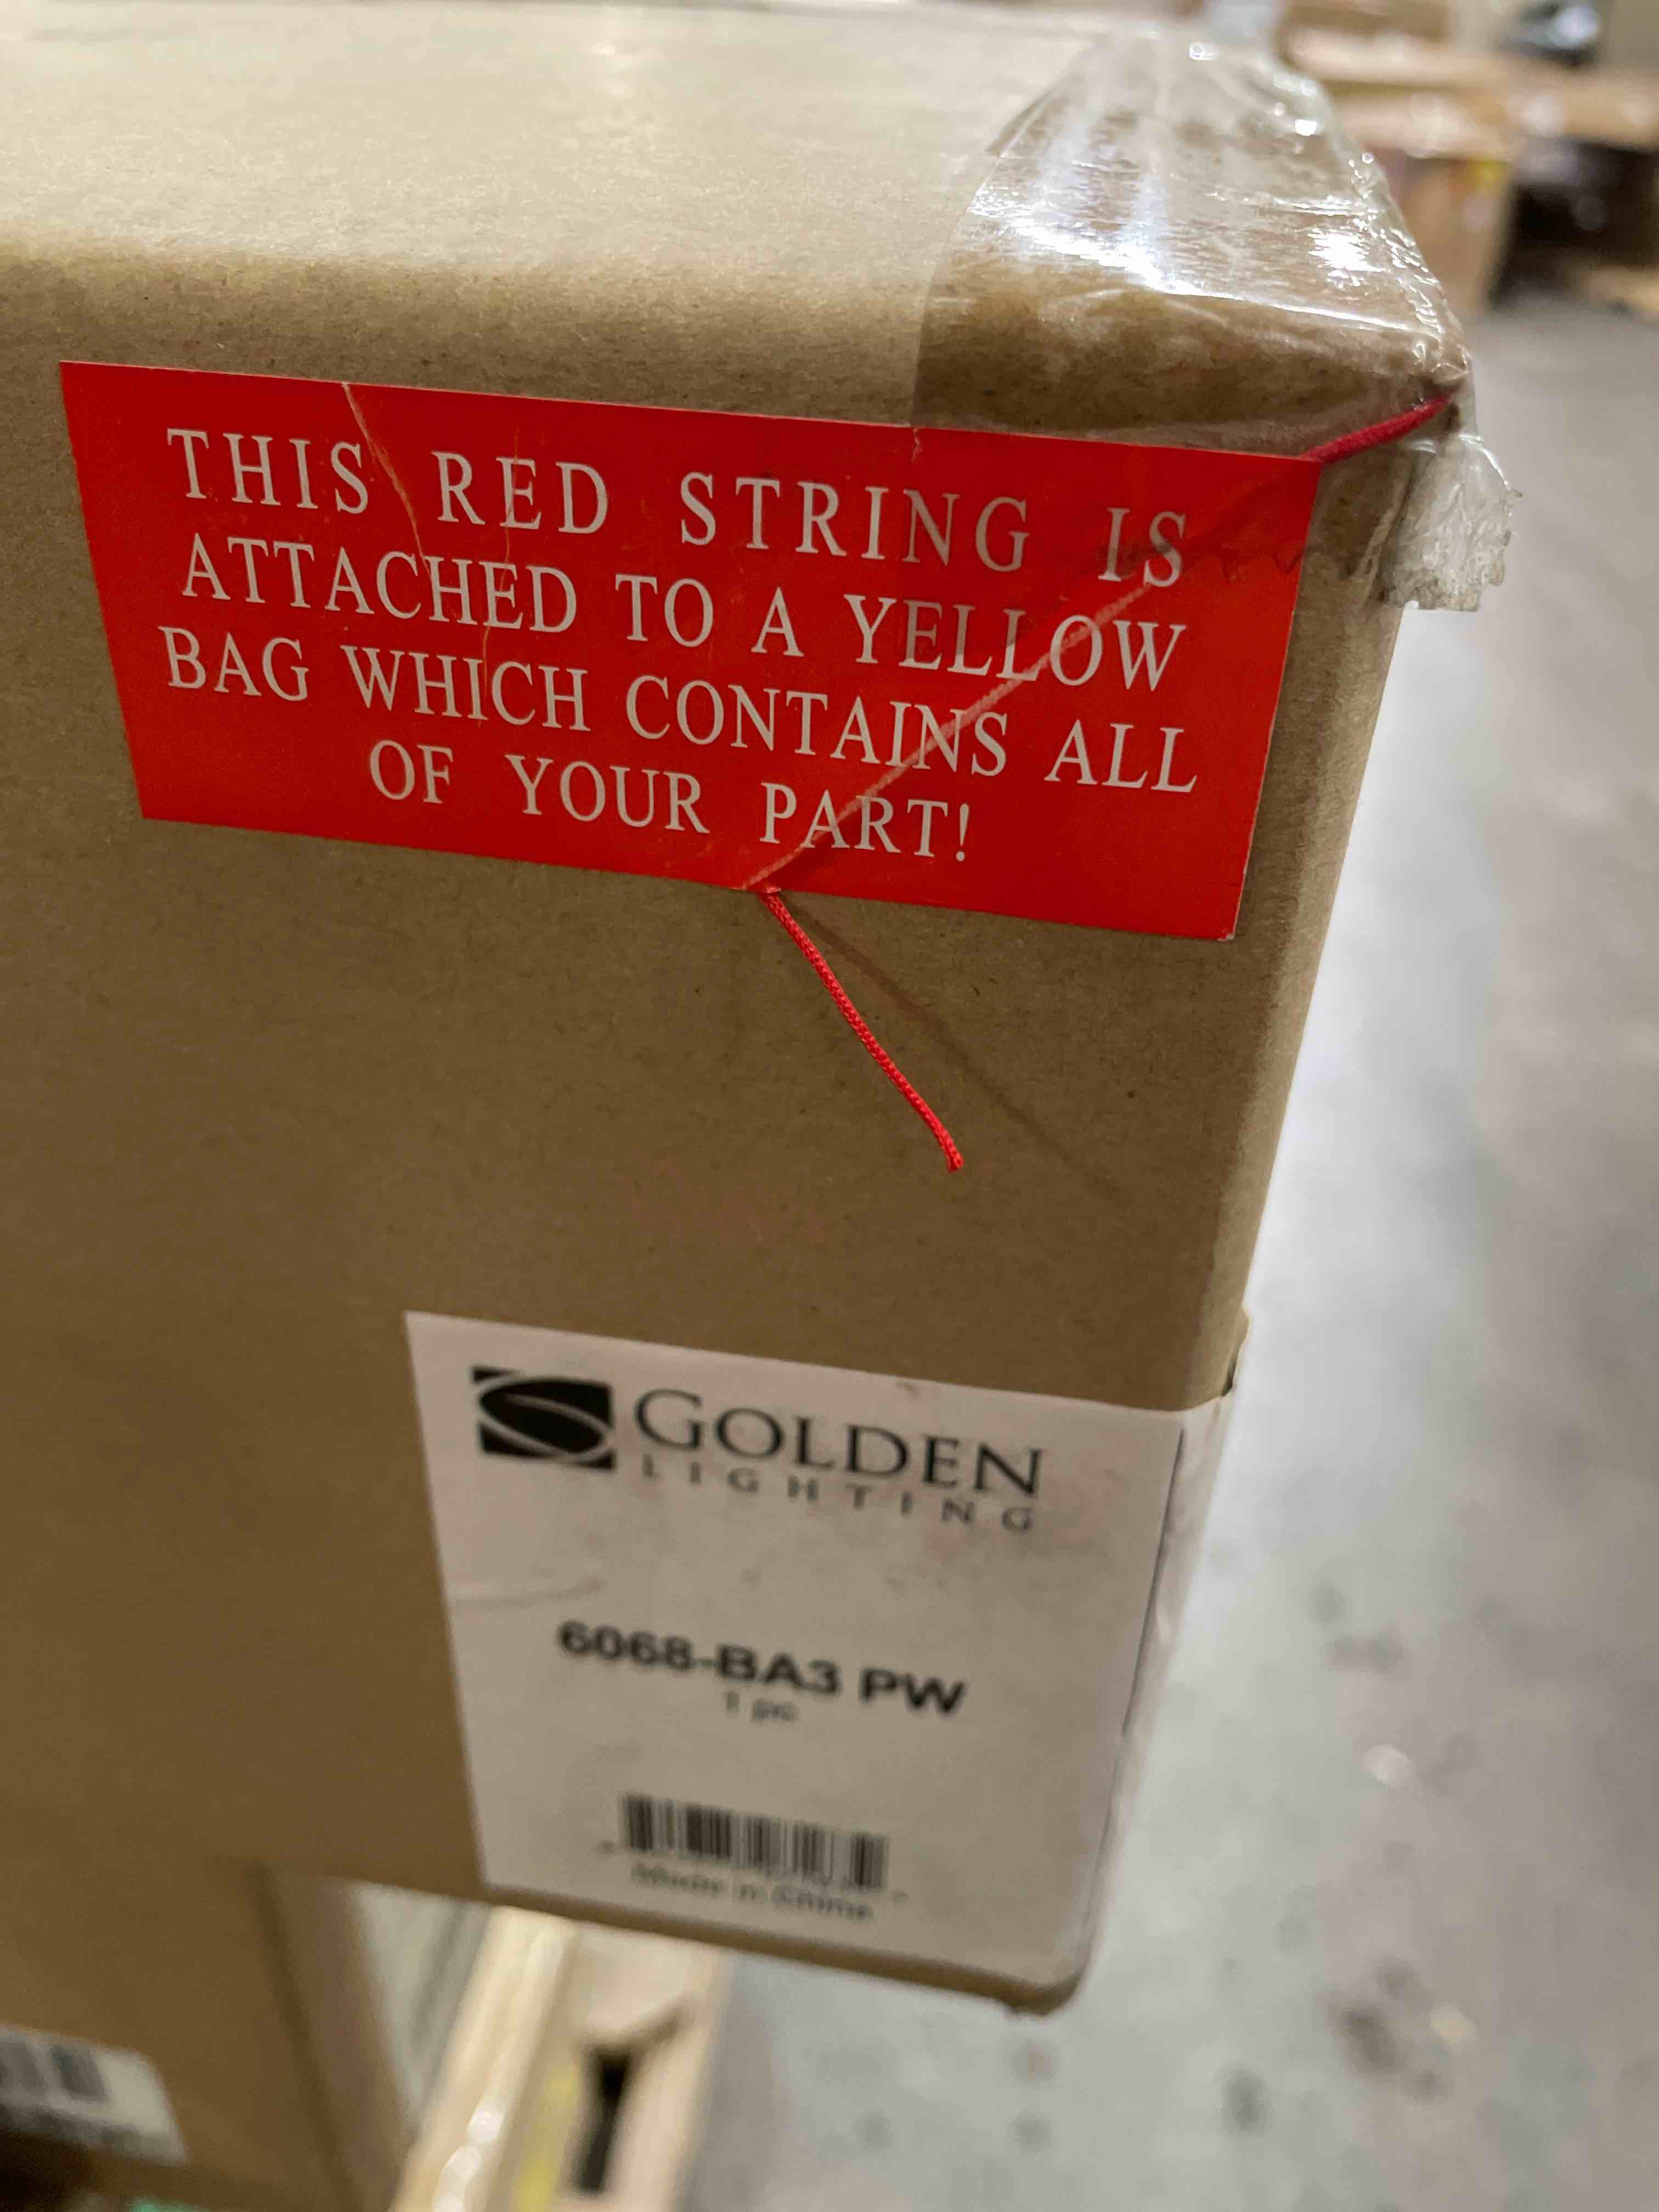 THIS RED STRING IS
ATTACHED TO A YELLOW
BAG WHICH CONTAINS ALL
OF YOUR PART!
GOLDEN
LIGHTING
6068-BA3 PW
1 pc
Made in China